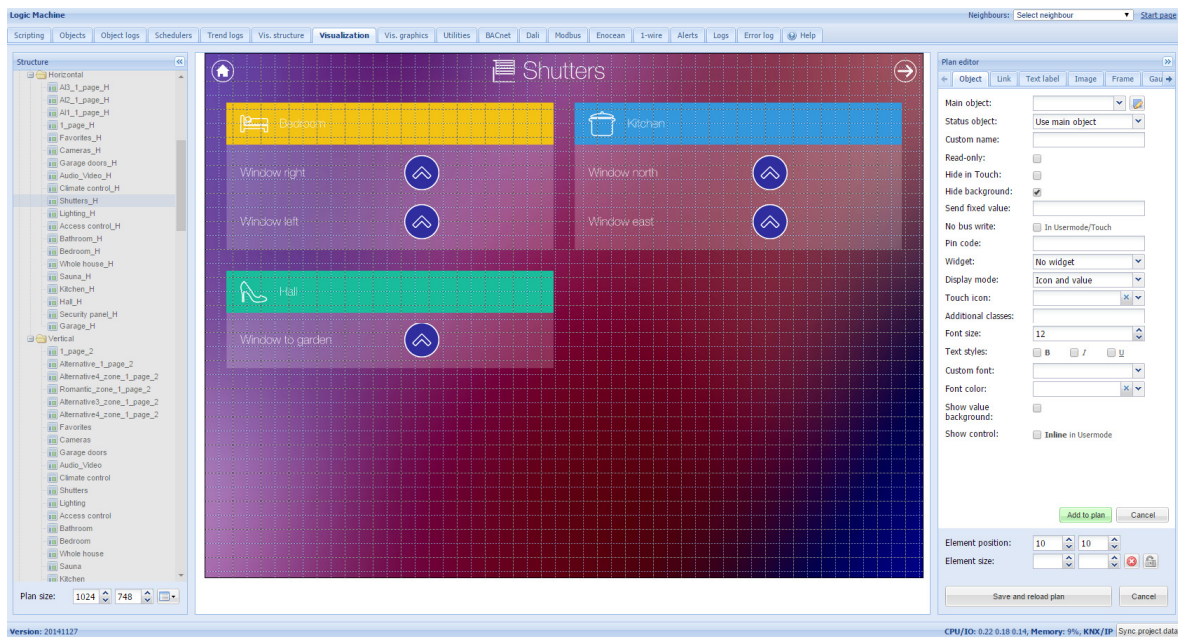 Logic Machine
Neighbours: Select neighbour Start page
Scripting Objects Object logs Schedulers Trend logs Vis. structure Visualization Vis. graphics Utilities BACnet Dali Modbus Enocean 1-wire Alerts Logs Error log Help
Structure
Horizontal
AI3_1_page_H
AI2_1_page_H
AI1_1_page_H
1_page_H
Favorites_H
Cameras_H
Garage doors_H
Audio_Video_H
Climate control_H
Shutters_H
Lighting_H
Access control_H
Bathroom_H
Bedroom_H
Whole house_H
Sauna_H
Kitchen_H
Hall_H
Security panel_H
Garage_H
Vertical
1_page_2
Alternative_1_page_2
Alternative4_zone_1_page_2
Romantic_zone_1_page_2
Alternative3_zone_1_page_2
Alternative4_zone_1_page_2
Favorites
Cameras
Garage doors
Audio_Video
Climate control
Shutters
Lighting
Access control
Bathroom
Bedroom
Whole house
Sauna
Kitchen
Plan size: 1024 748
Shutters
Bedroom
Window right
Window left
Kitchen
Window north
Window east
Hall
Window to garden
Plan editor
Object Link Text label Image Frame Gau
Main object:
Status object: Use main object
Custom name:
Read-only:
Hide in Touch:
Hide background:
Send fixed value:
No bus write: In Usermode/Touch
Pin code:
Widget: No widget
Display mode: Icon and value
Touch icon:
Additional classes:
Font size: 12
Text styles: B I U
Custom font:
Font color:
Show value
background:
Show control: Inline in Usermode
Add to plan Cancel
Element position: 10 10
Element size:
Save and reload plan Cancel
Version: 20141127
CPU/IO: 0.22 0.18 0.14, Memory: 9%, KNX/IP Sync project data